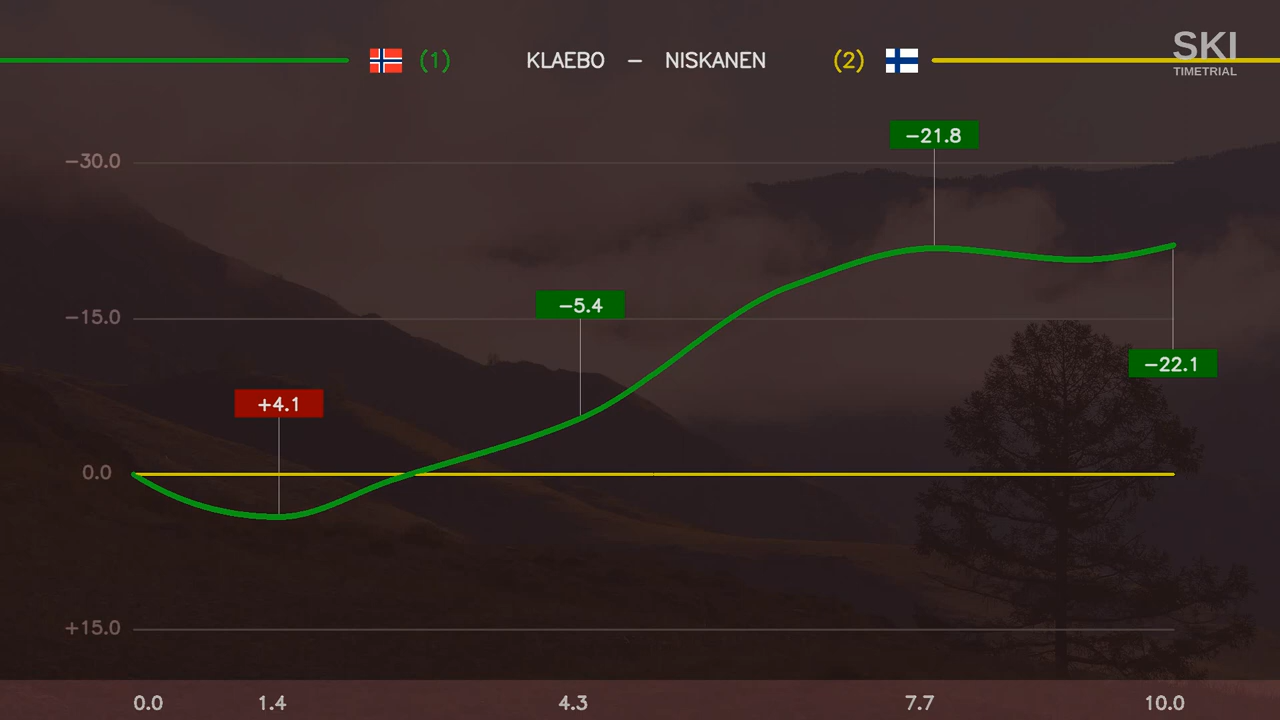 (1) KLAEBO – NISKANEN (2)
SKI
TIMETRIAL
−21.8
−30.0
−5.4
−15.0
−22.1
+4.1
0.0
+15.0
0.0 1.4 4.3 7.7 10.0